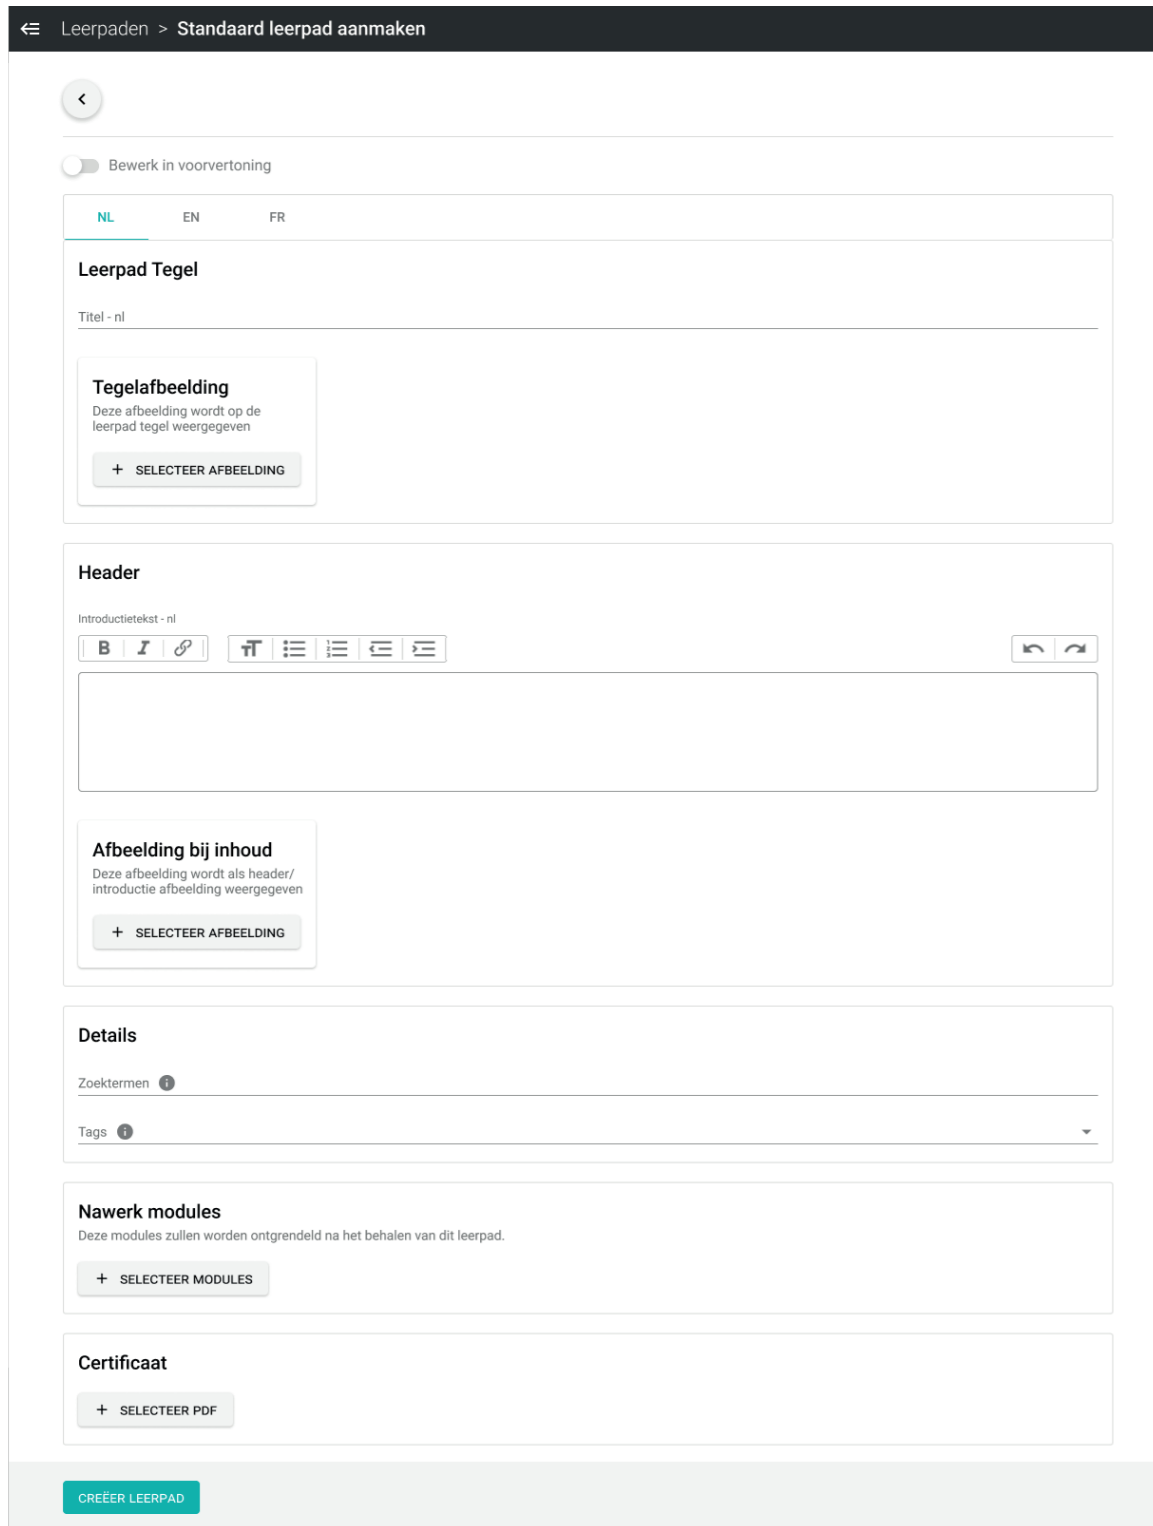 Leerpaden > Standaard leerpad aanmaken
Bewerk in voorvertoning
NL EN FR
Leerpad Tegel
Titel - nl
Tegelafbeelding
Deze afbeelding wordt op de
leerpad tegel weergegeven
+ SELECTEER AFBEELDING
Header
Introductietekst - nl
B I
Afbeelding bij inhoud
Deze afbeelding wordt als header/
introductie afbeelding weergegeven
+ SELECTEER AFBEELDING
Details
Zoektermen
Tags
Nawerk modules
Deze modules zullen worden ontgrendeld na het behalen van dit leerpad.
+ SELECTEER MODULES
Certificaat
+ SELECTEER PDF
CREËER LEERPAD